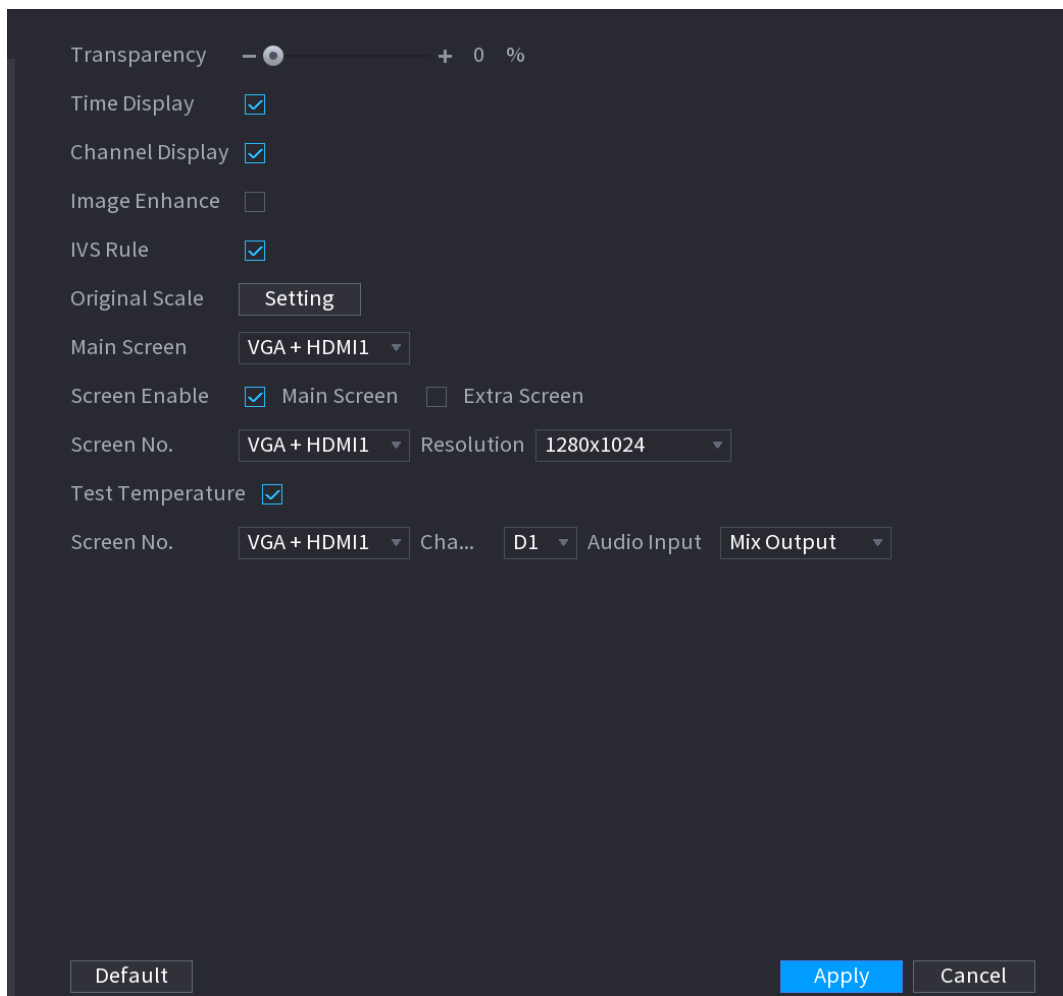 Transparency − + 0 %
Time Display
Channel Display
Image Enhance
IVS Rule
Original Scale Setting
Main Screen VGA + HDMI1
Screen Enable Main Screen Extra Screen
Screen No. VGA + HDMI1 Resolution 1280x1024
Test Temperature
Screen No. VGA + HDMI1 Cha... D1 Audio Input Mix Output
Default Apply Cancel